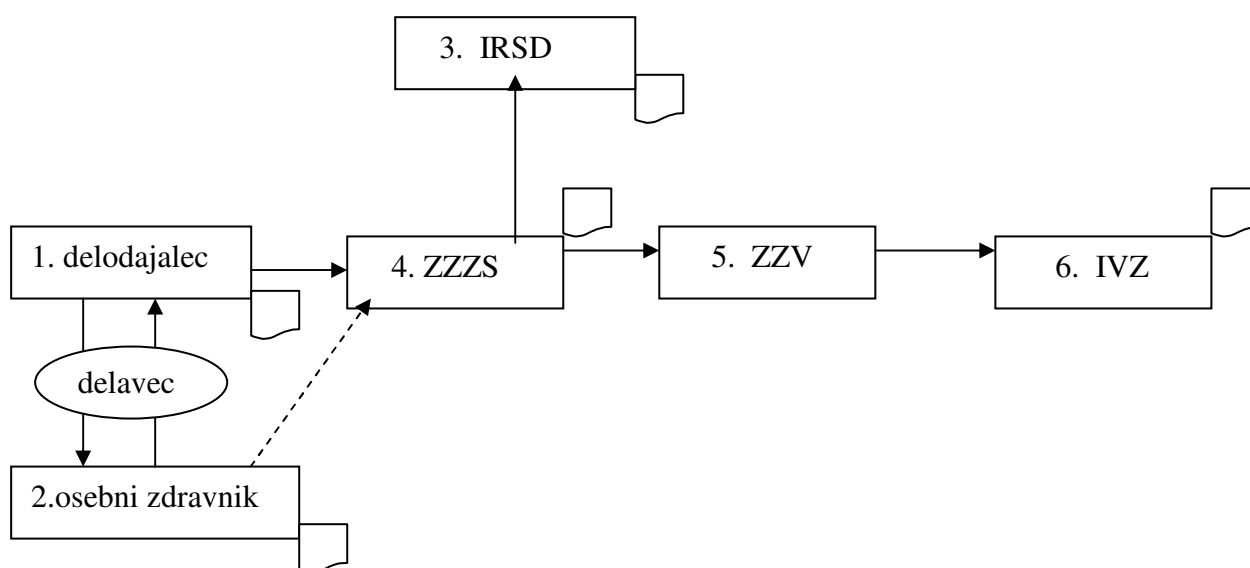 3. IRSD
1. delodajalec
4. ZZZS
5. ZZV
6. IVZ
delavec
2.osebni zdravnik